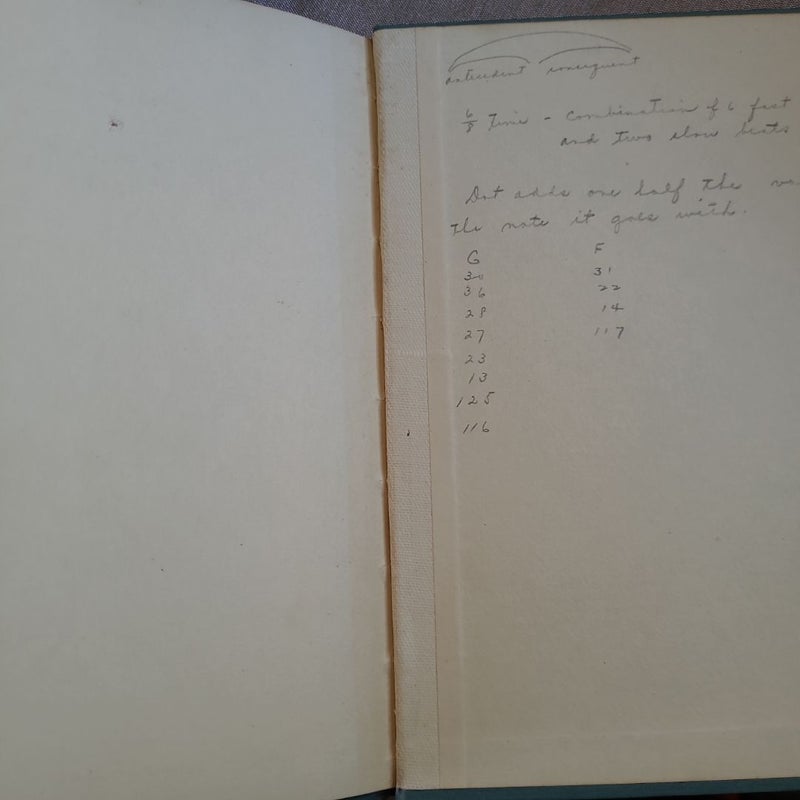 antecedent consequent
6/8 Time - combination of 6 fast
and two slow beats
Dot adds one half the
the note it goes with.
G F
30 31
36 22
28 14
27 117
23
13
125
116